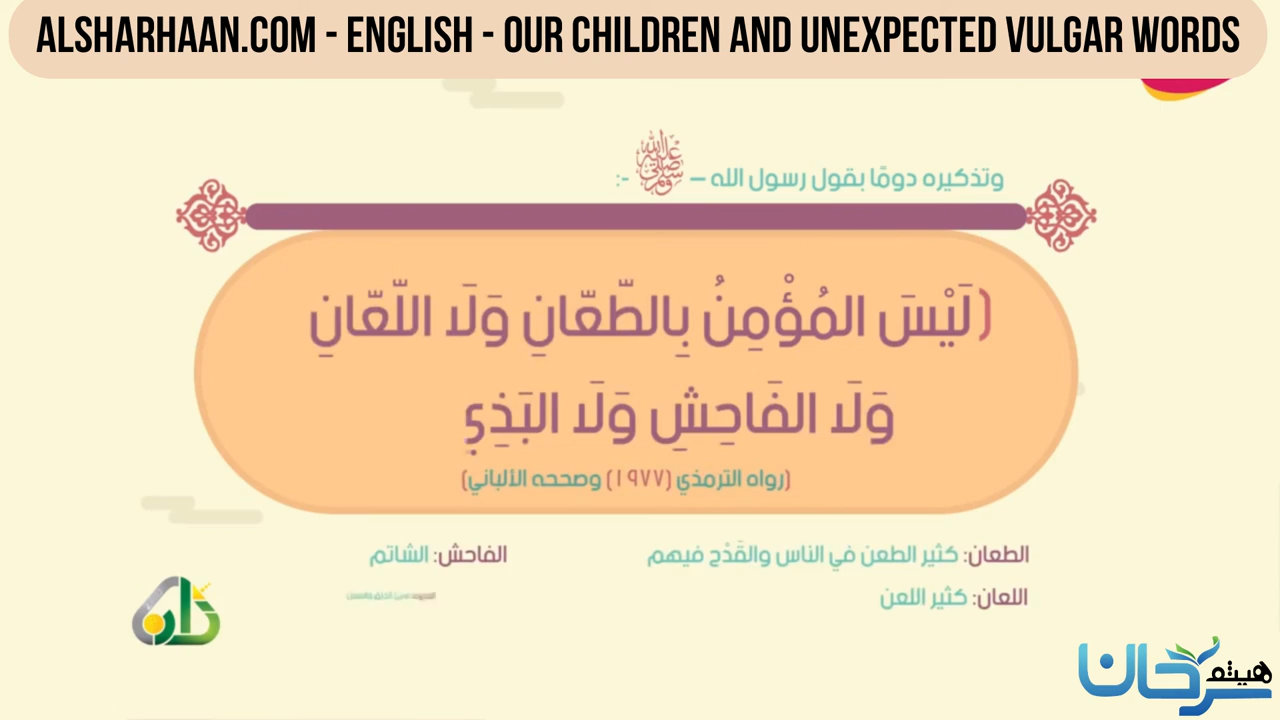 ALSHARHAAN.COM - ENGLISH - OUR CHILDREN AND UNEXPECTED VULGAR WORDS
وتذكيره دومًا بقول رسول الله – ﷺ -:
(لَيْسَ المُؤْمِنُ بِالطَّعَّانِ وَلَا اللَّعَّانِ
وَلَا الفَاحِشِ وَلَا البَذِيِّ
(رواه الترمذي (١٩٧٧) وصححه الألباني)
الطعان: كثير الطعن في الناس والقَدْح فيهم
الفاحش: الشاتم
اللعان: كثير اللعن
هيثم
سرحان